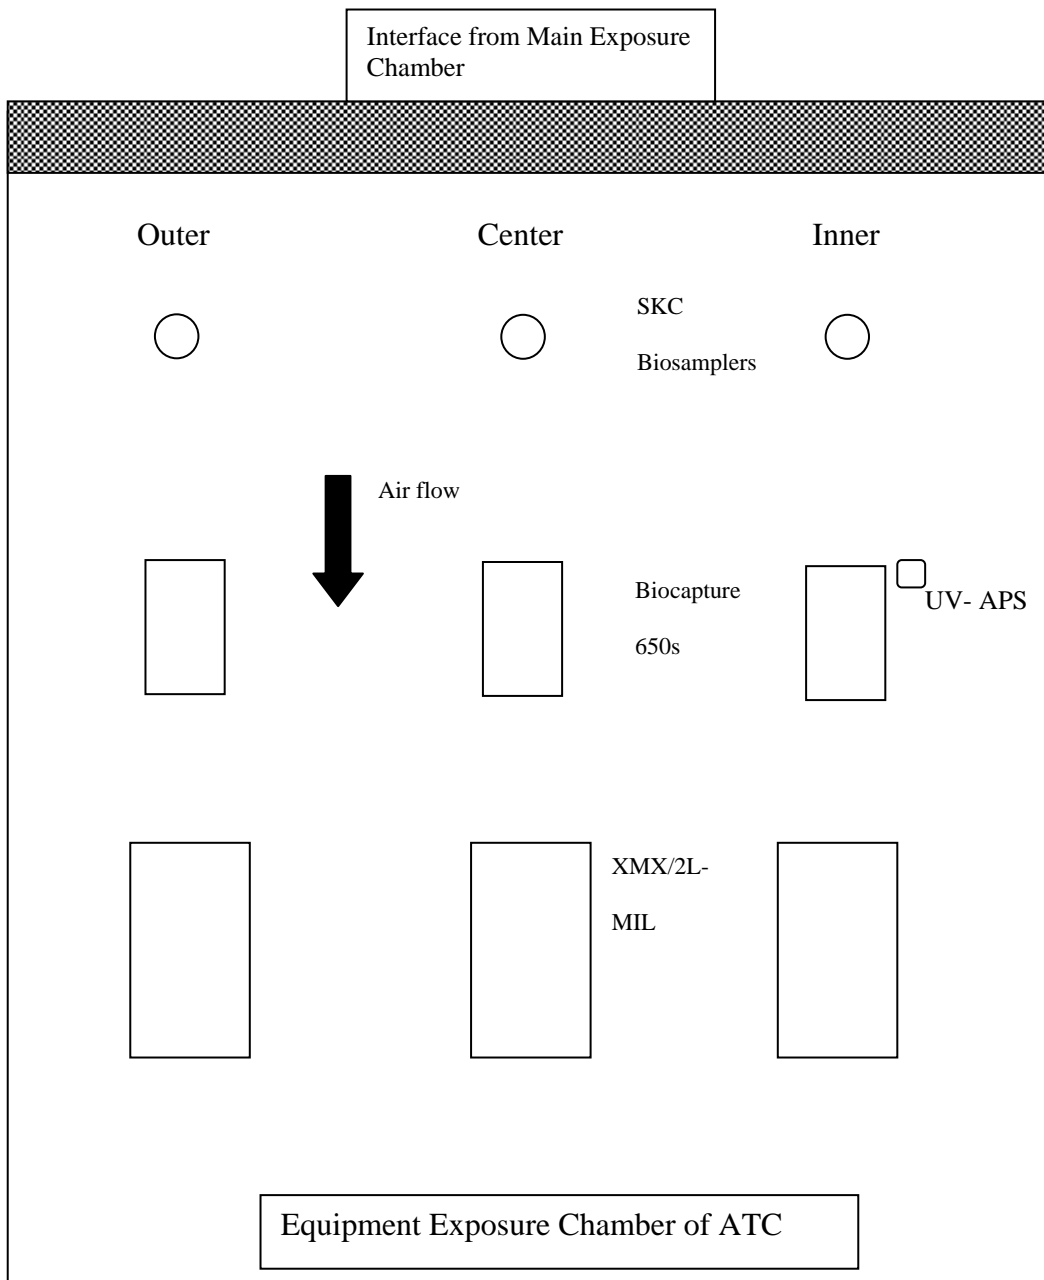 Interface from Main Exposure
Chamber
Outer
Center
Inner
SKC
Biosamplers
Air flow
Biocapture
650s
UV- APS
XMX/2L-
MIL
Equipment Exposure Chamber of ATC